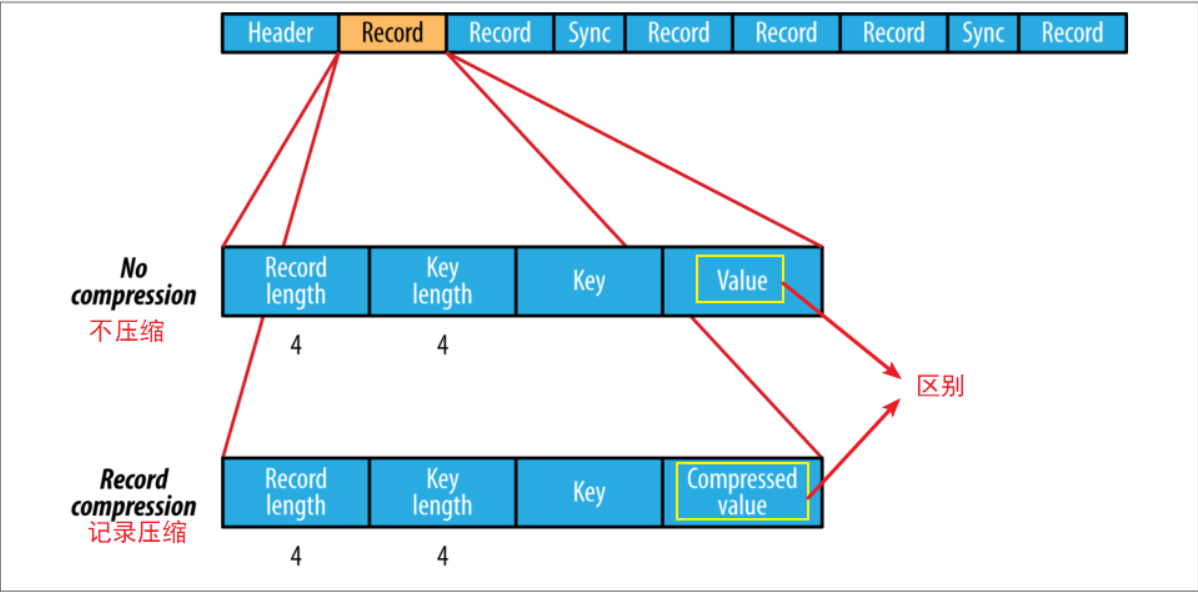 Header Record Record Sync Record Record Record Sync Record
No
compression
不压缩
Record
length
Key
length
Key
Value
4
4
区别
Record
compression
记录压缩
Record
length
Key
length
Key
Compressed
value
4
4